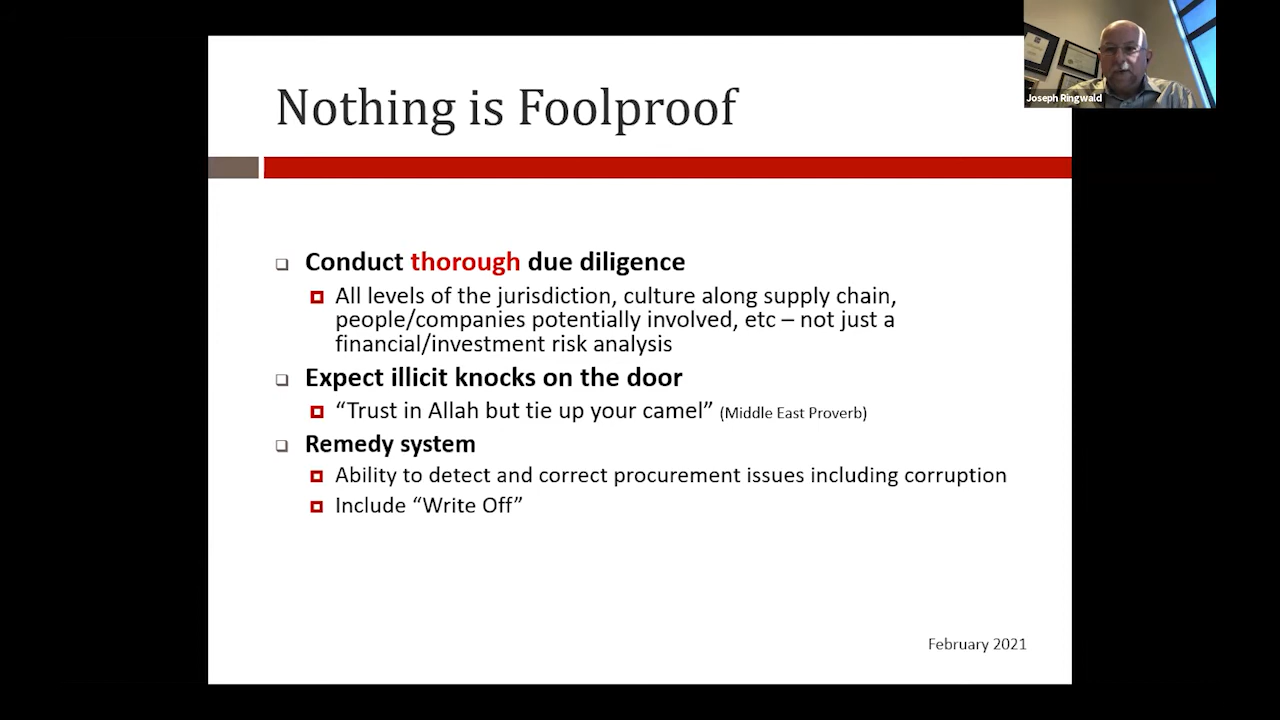 Nothing is Foolproof
Joseph Ringwald
Conduct thorough due diligence
All levels of the jurisdiction, culture along supply chain,
people/companies potentially involved, etc – not just a
financial/investment risk analysis
Expect illicit knocks on the door
“Trust in Allah but tie up your camel” (Middle East Proverb)
Remedy system
Ability to detect and correct procurement issues including corruption
Include “Write Off”
February 2021